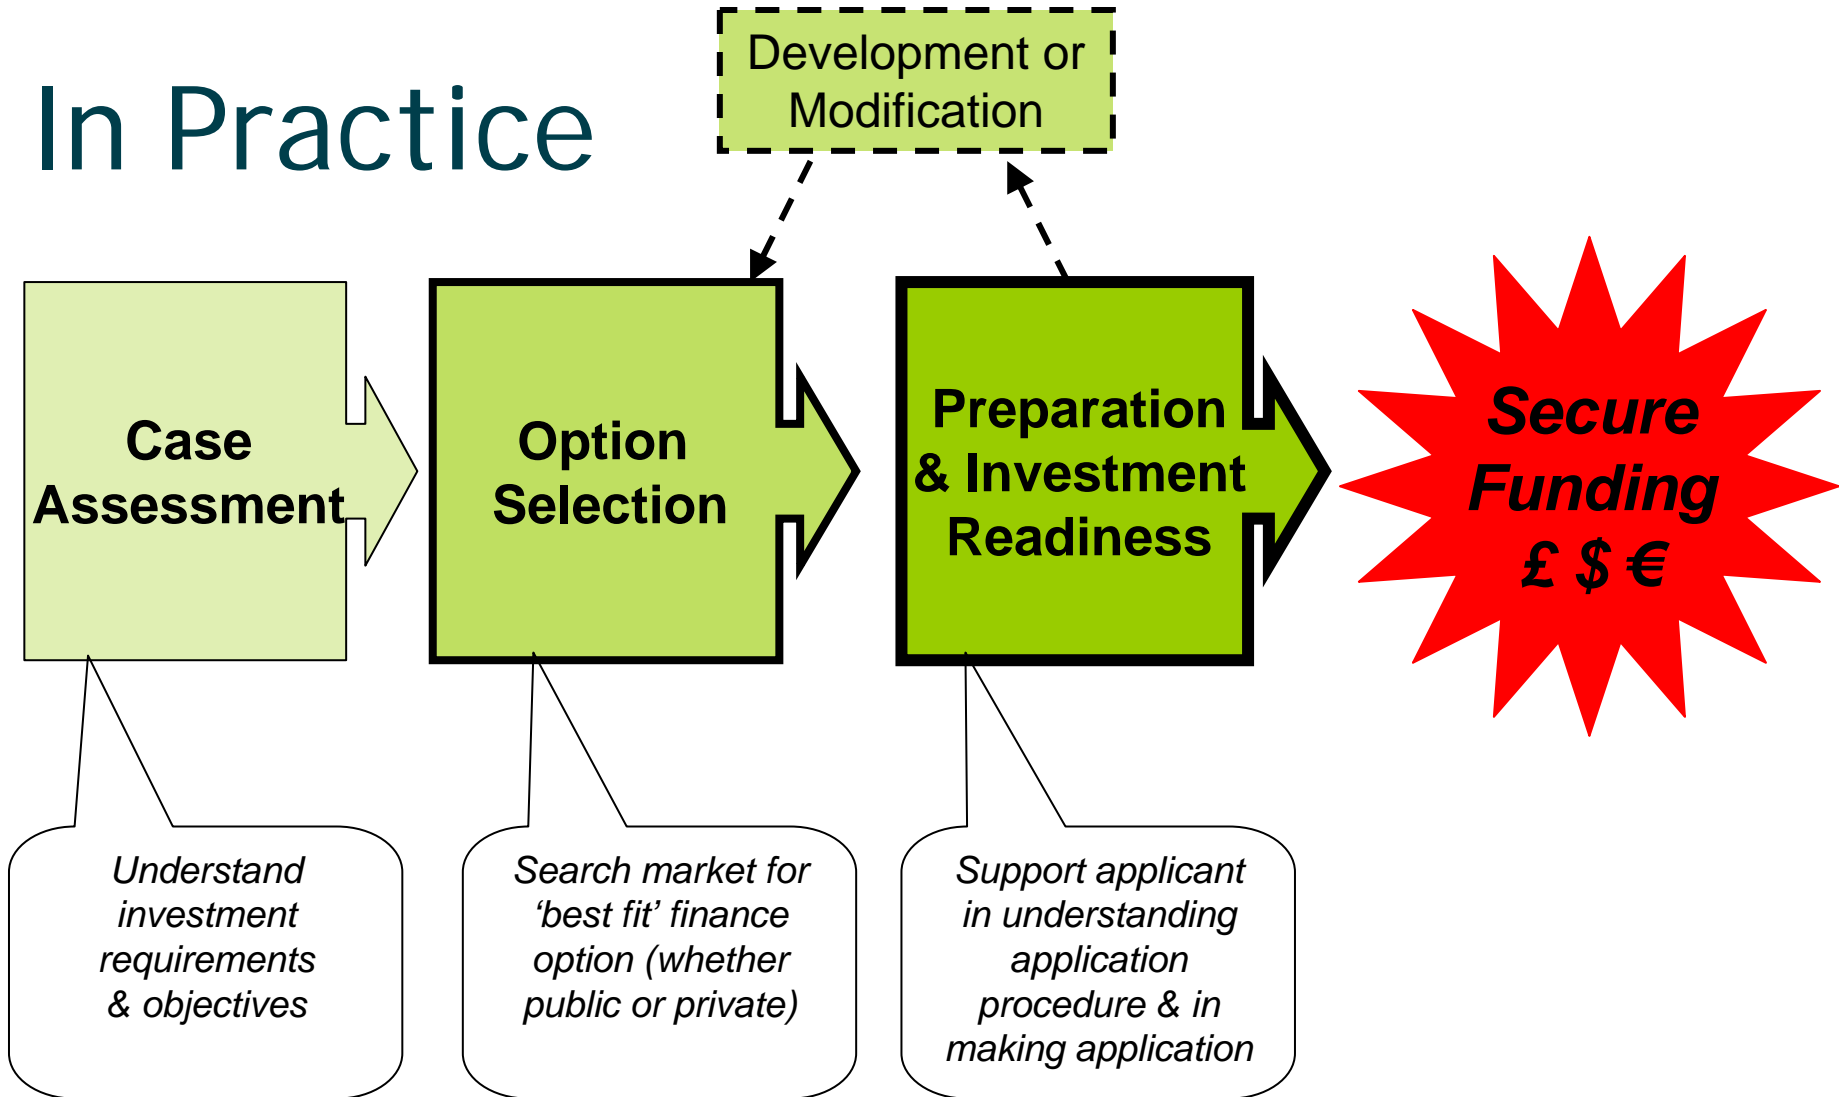 In Practice
Development or
Modification
Case
Assessment
Option
Selection
Preparation
& Investment
Readiness
Secure
Funding
£ $ €
Understand
investment
requirements
& objectives
Search market for
‘best fit’ finance
option (whether
public or private)
Support applicant
in understanding
application
procedure & in
making application